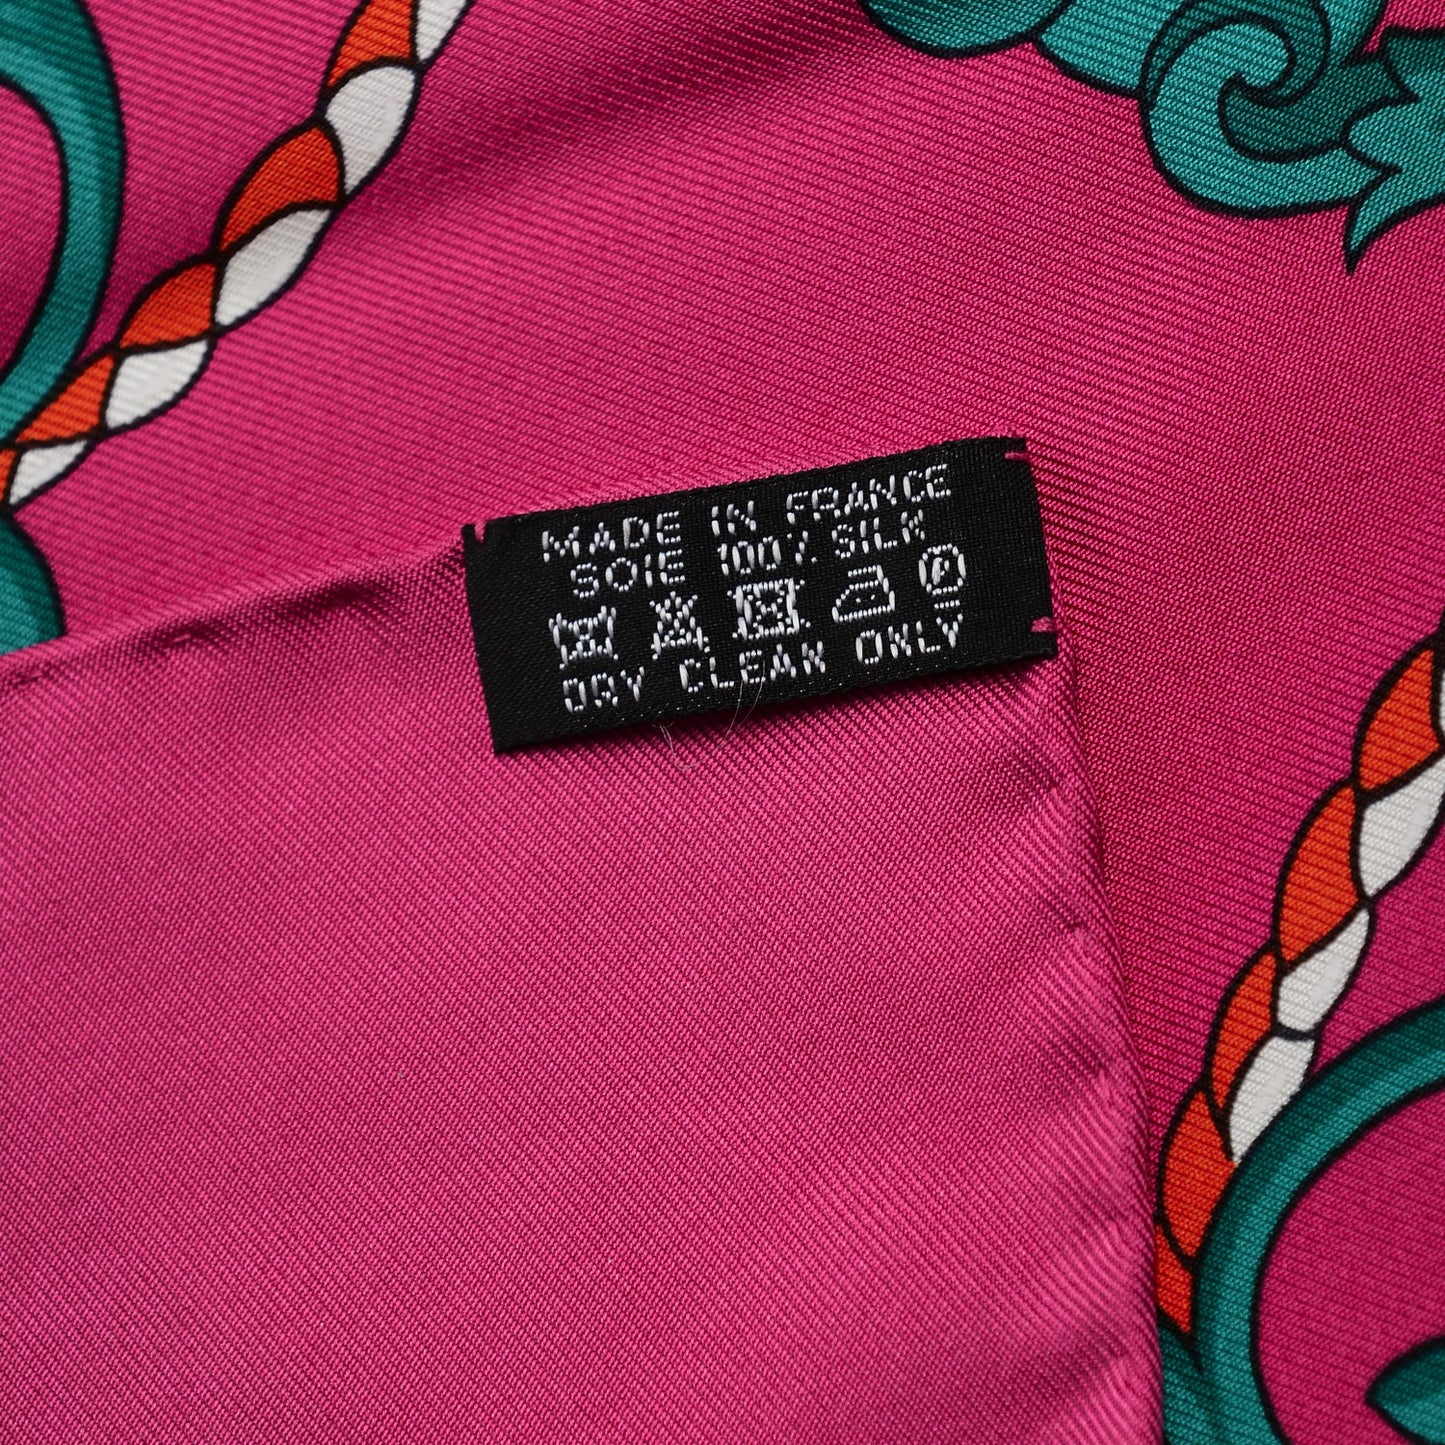 MADE IN FRANCE
SOIE 100% SILK
P
DRY CLEAN ONLY